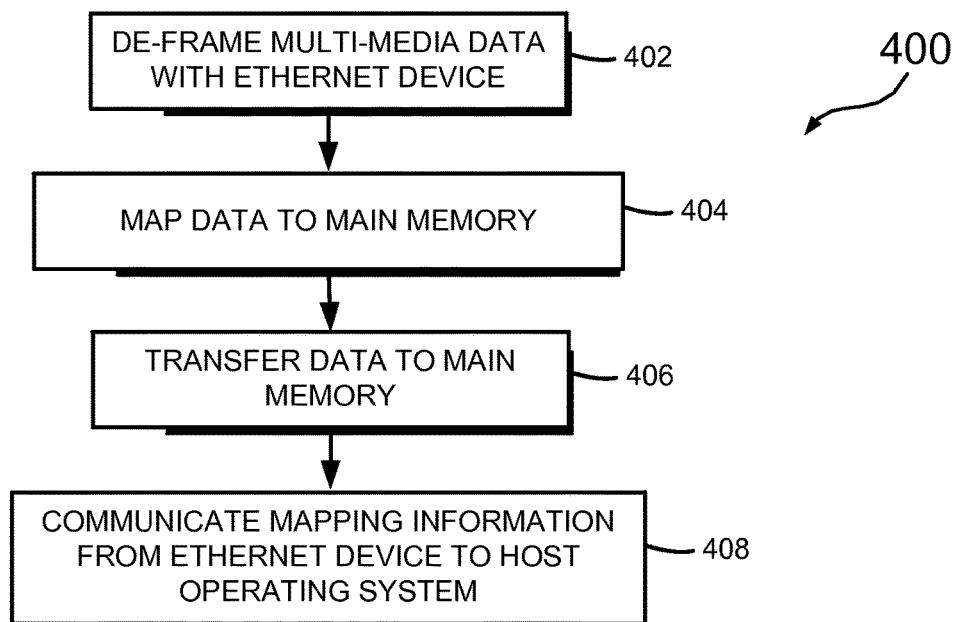 DE-FRAME MULTI-MEDIA DATA
WITH ETHERNET DEVICE
402
400
MAP DATA TO MAIN MEMORY
404
TRANSFER DATA TO MAIN
MEMORY
406
COMMUNICATE MAPPING INFORMATION
FROM ETHERNET DEVICE TO HOST
OPERATING SYSTEM
408